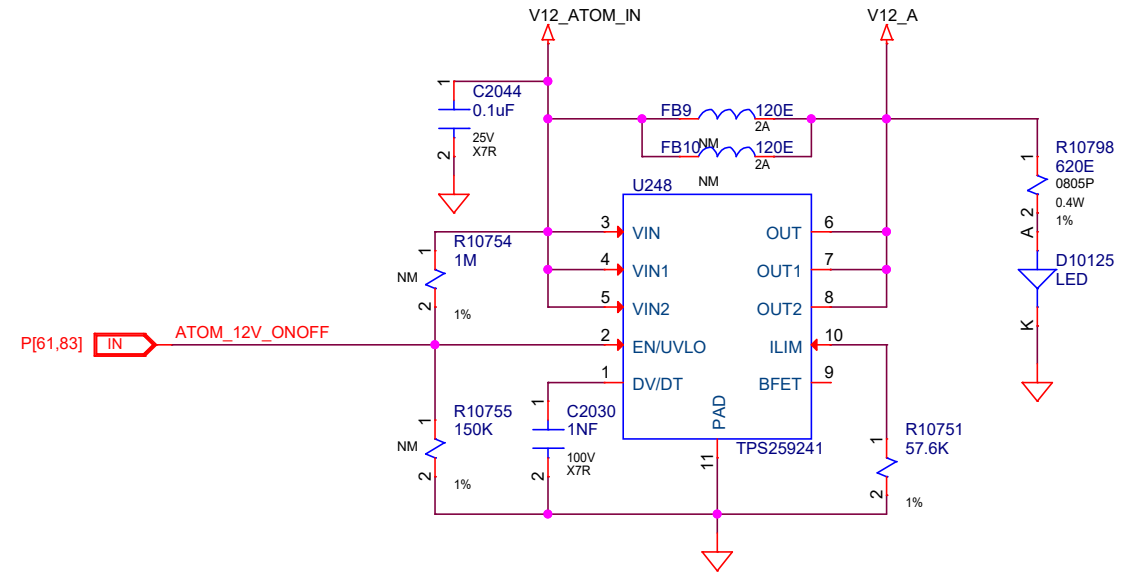 V12_ATOM_IN
V12_A
1
C2044
0.1uF
25V
X7R
2
FB9
120E
2A
FB10
NM
120E
2A
NM
1
R10798
620E
0805P
0.4W
1%
2
A
D10125
LED
K
U248
3
VIN
OUT
6
4
VIN1
OUT1
7
5
VIN2
OUT2
8
2
EN/UVLO
ILIM
10
1
DV/DT
BFET
9
PAD
11
TPS259241
1
R10754
1M
NM
2
1%
P[61,83]
IN
ATOM_12V_ONOFF
1
R10755
150K
NM
2
1%
1
C2030
1NF
100V
X7R
2
R10751
57.6K
1
2
1%